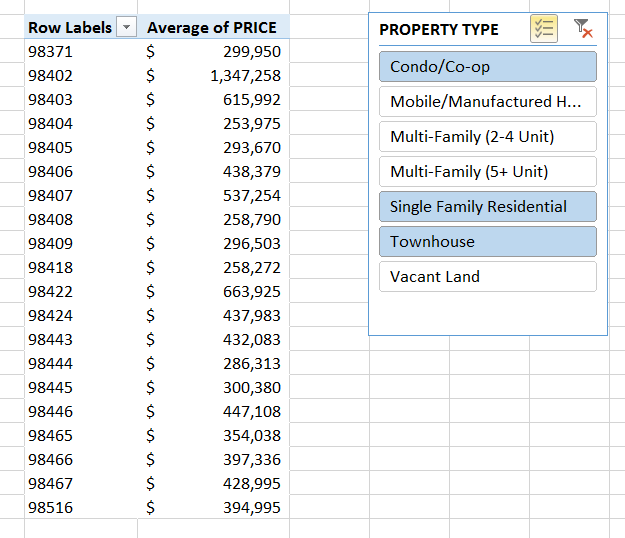 Row Labels Average of PRICE
98371 $ 299,950
98402 $ 1,347,258
98403 $ 615,992
98404 $ 253,975
98405 $ 293,670
98406 $ 438,379
98407 $ 537,254
98408 $ 258,790
98409 $ 296,503
98418 $ 258,272
98422 $ 663,925
98424 $ 437,983
98443 $ 432,083
98444 $ 286,313
98445 $ 300,380
98446 $ 447,108
98465 $ 354,038
98466 $ 397,336
98467 $ 428,995
98516 $ 394,995
PROPERTY TYPE
Condo/Co-op
Mobile/Manufactured H...
Multi-Family (2-4 Unit)
Multi-Family (5+ Unit)
Single Family Residential
Townhouse
Vacant Land